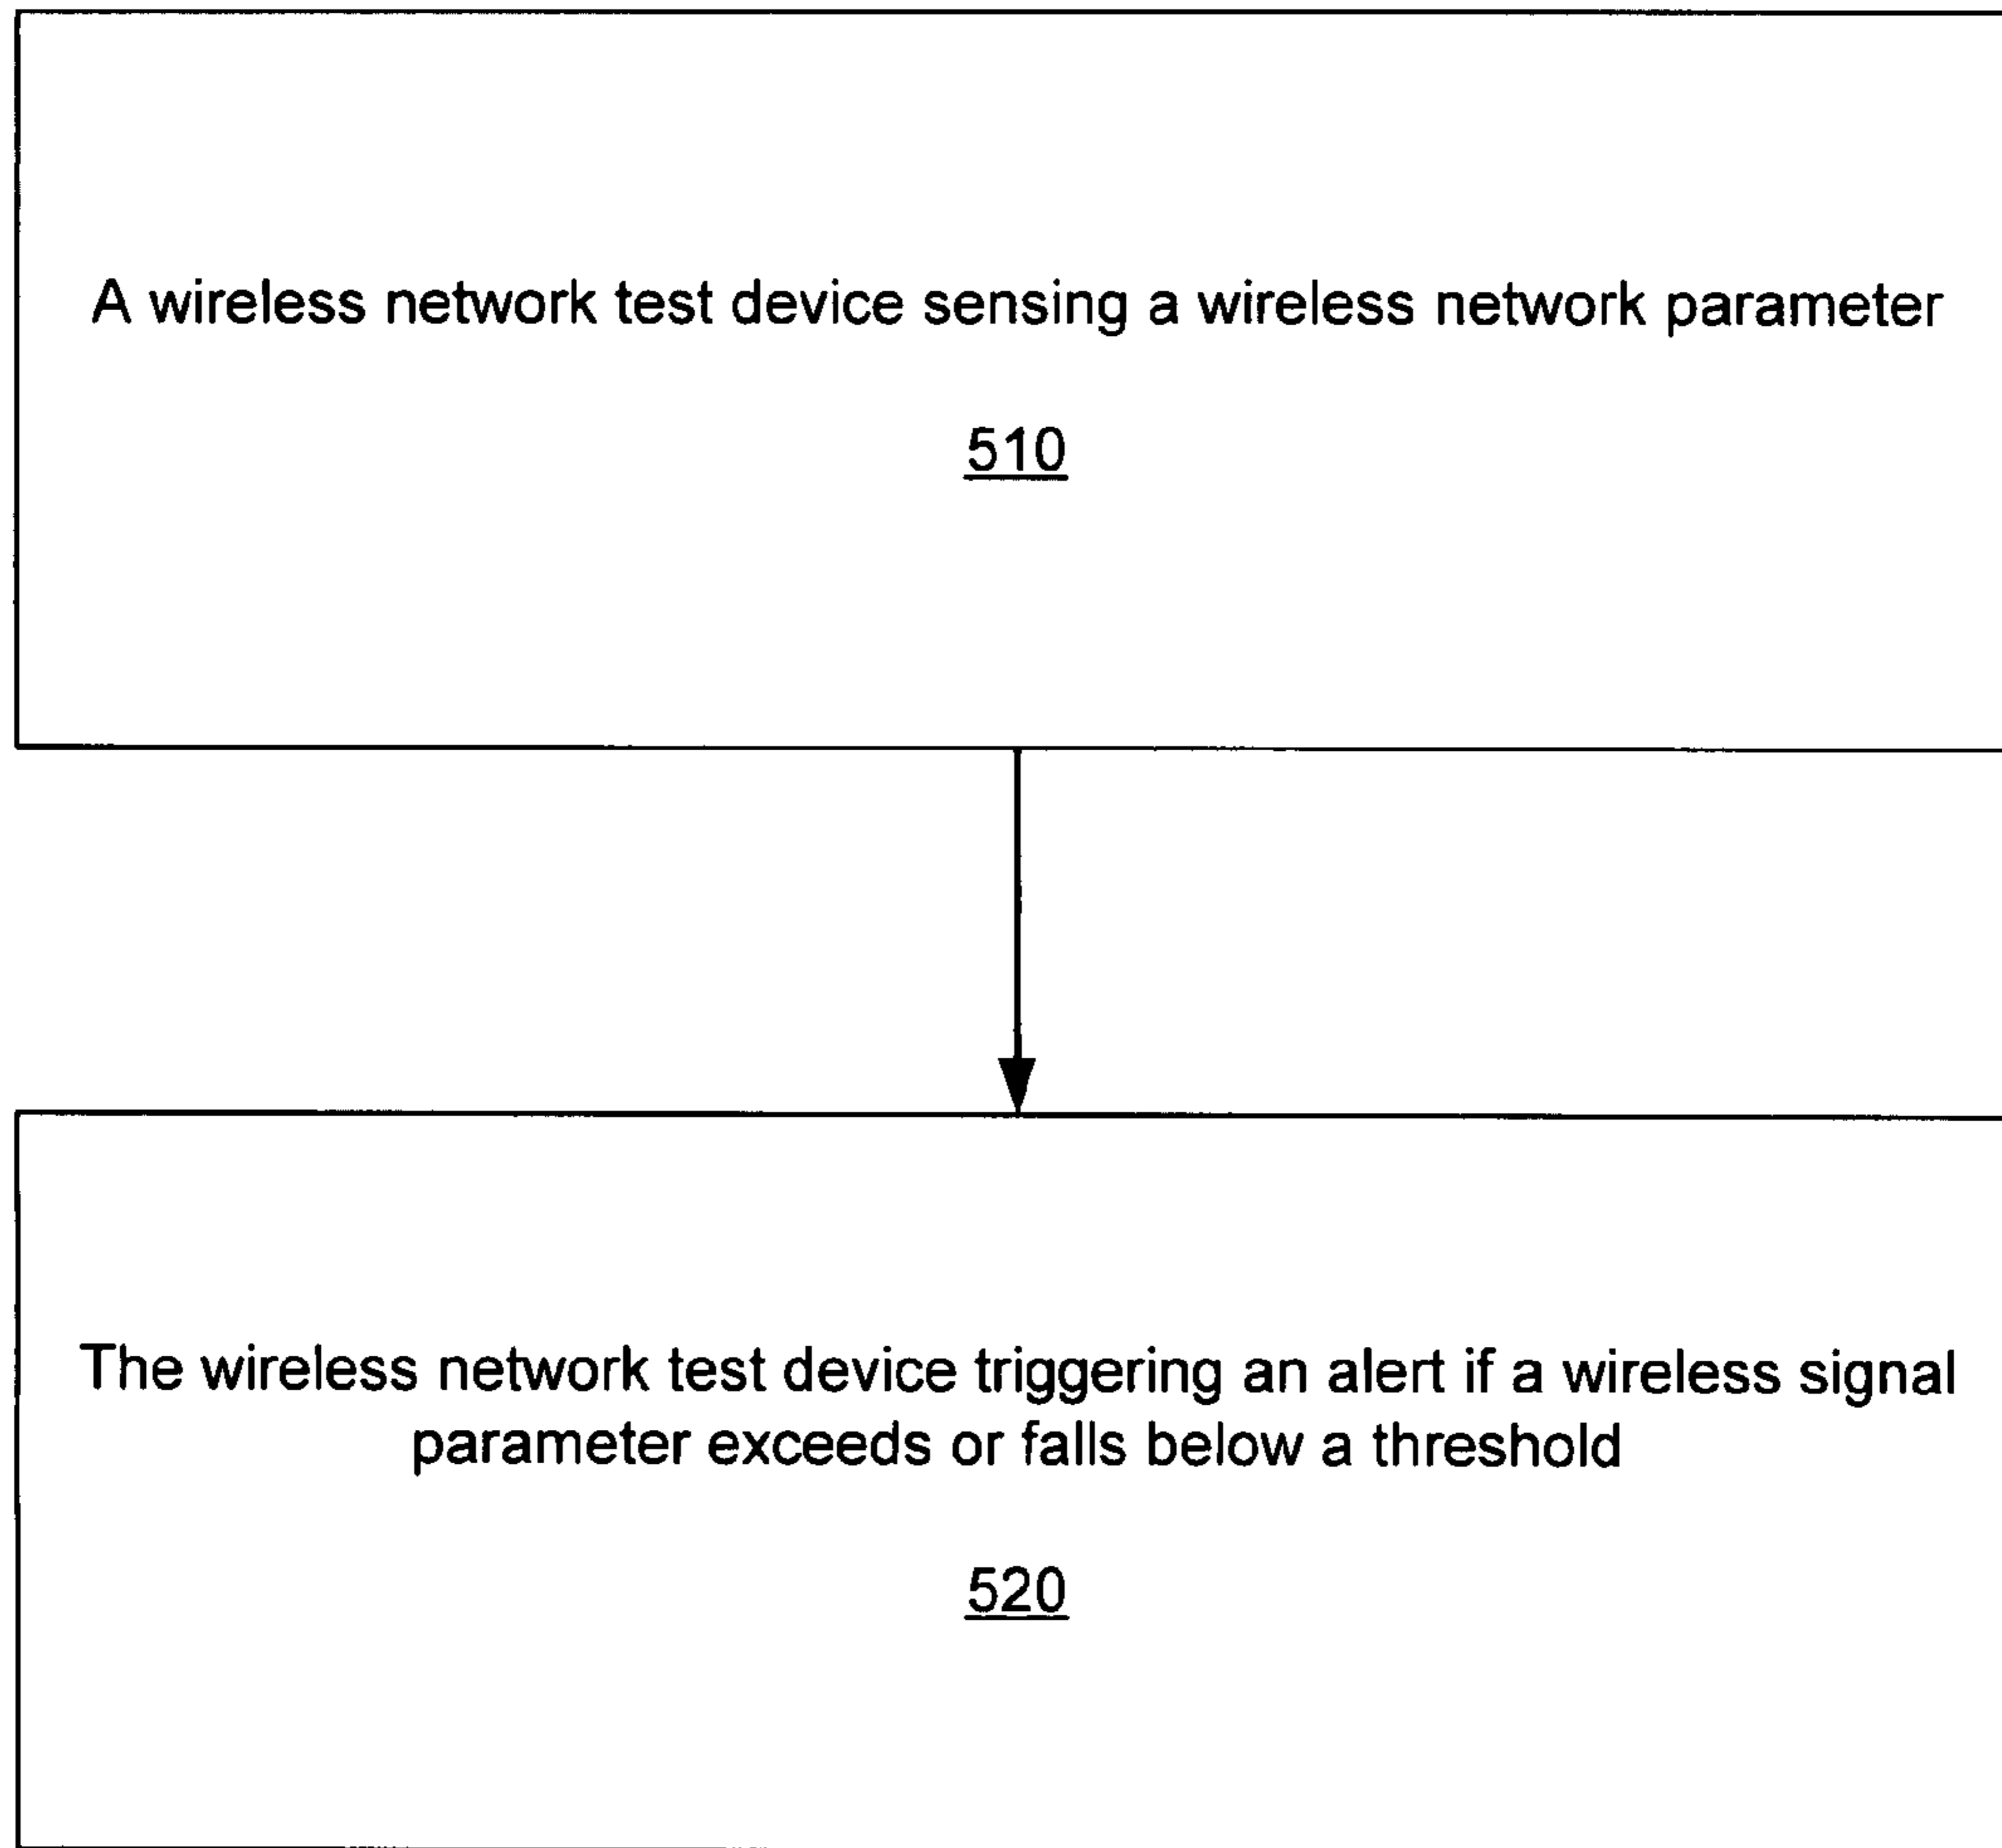 A wireless network test device sensing a wireless network parameter
510
The wireless network test device triggering an alert if a wireless signal
parameter exceeds or falls below a threshold
520